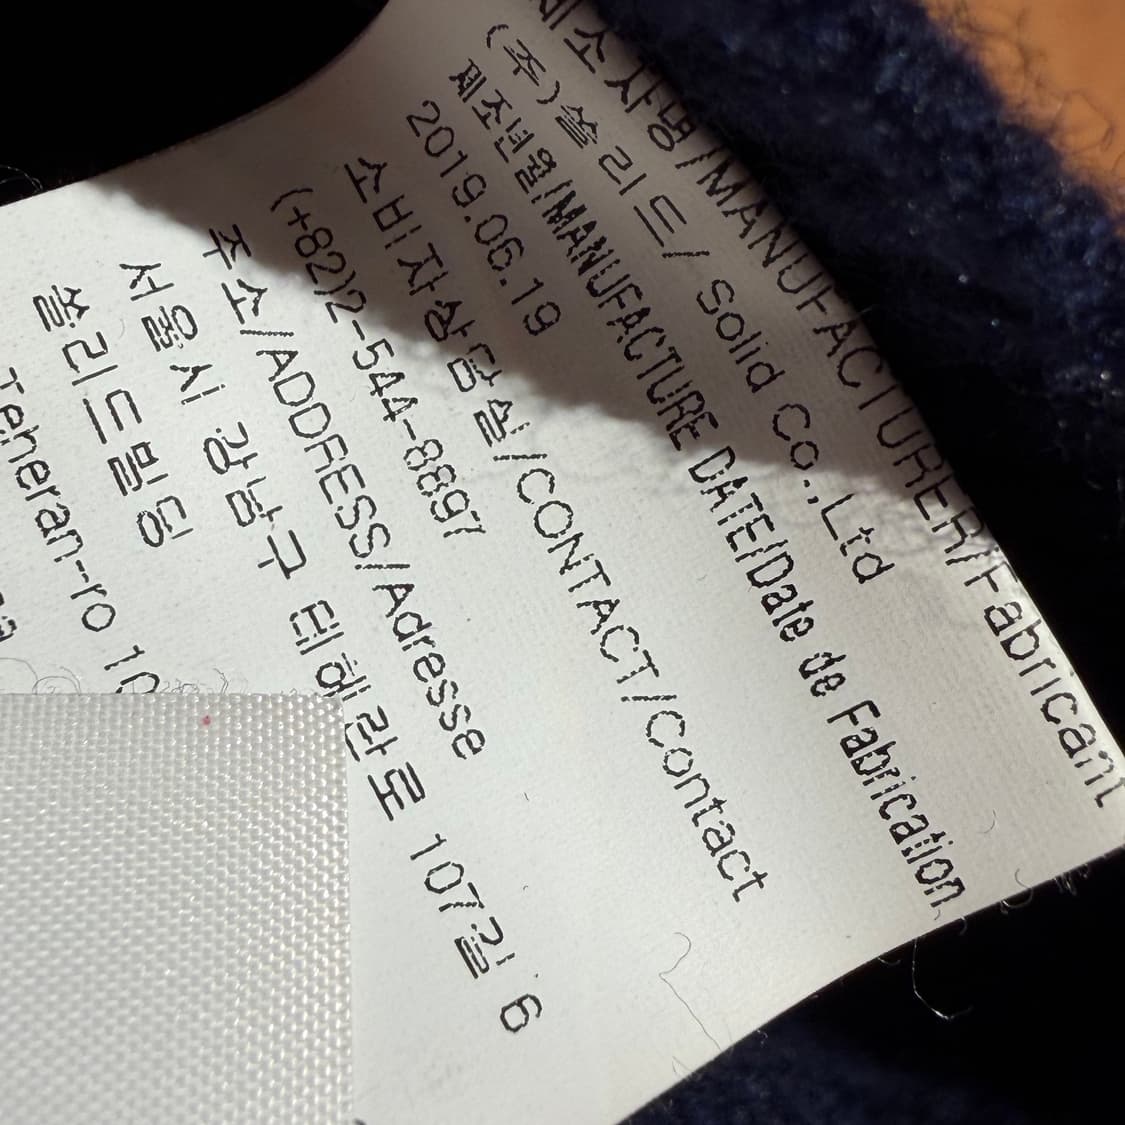 제조사명/MANUFACTURER/Fabricant
(주)쏠리드/ Solid Co.,Ltd
제조년월/MANUFACTURE DATE/Date de Fabrication
2019.06.19
소비자상담실/CONTACT/Contact
(+82)2-544-8897
주소/ADDRESS/Adresse
서울시 강남구 테헤란로 107길 6
쏠리드빌딩
Teheran-ro